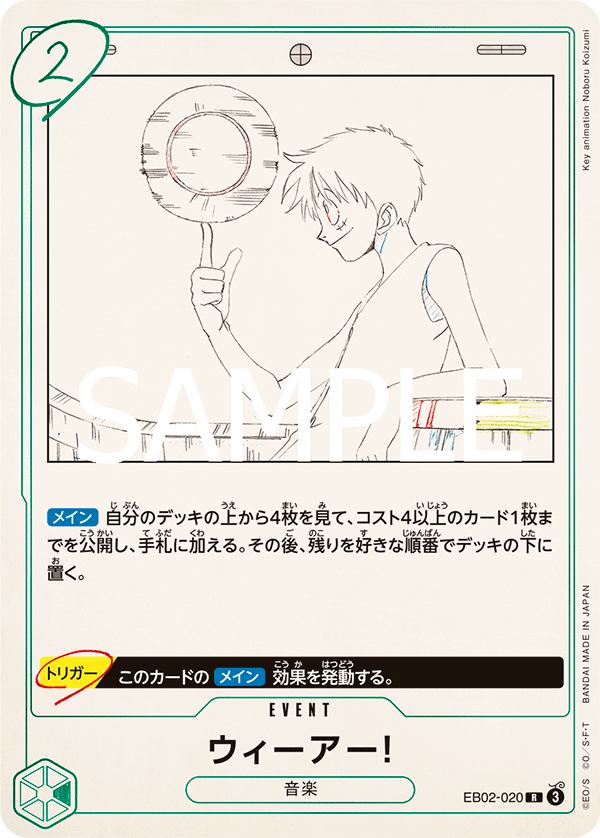 2
Key animation Noboru Koizumi
SAMPLE
メイン 自分のデッキの上から4枚を見て、コスト4以上のカード1枚ま
でを公開し、手札に加える。その後、残りを好きな順番でデッキの下に
置く。
トリガー このカードの メイン 効果を発動する。
EVENT
ウィーアー!
音楽
EB02-020 R 3
©E.O/S ©O/S・F・T BANDAI MADE IN JAPAN